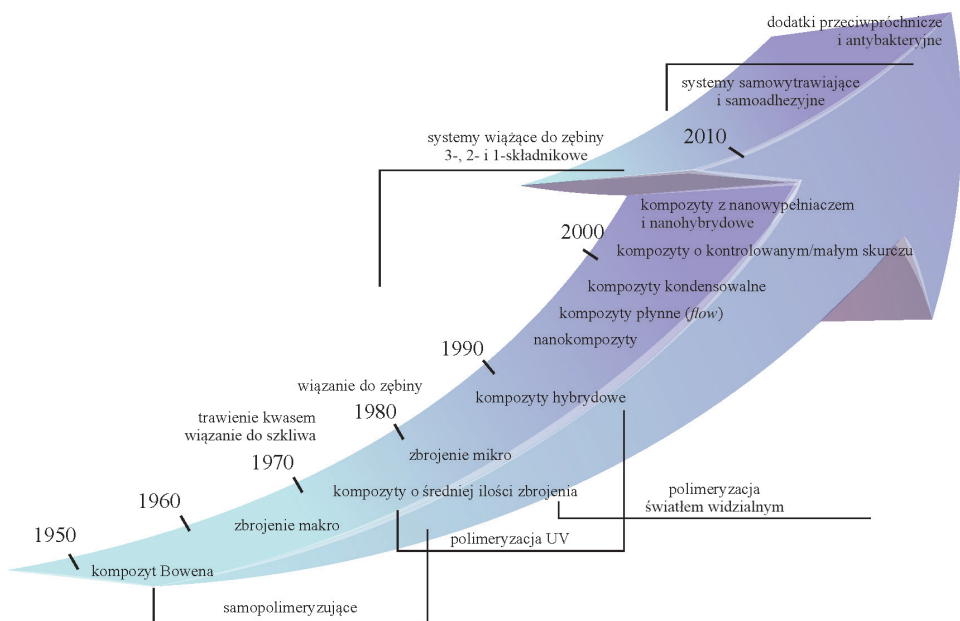 dodatki przeciwpróchnicze
i antybakteryjne
systemy samowytrawiające
i samoadhezyjne
2010
systemy wiążące do zębiny
3-, 2- i 1-składnikowe
kompozyty z nanowypełniaczem
i nanohybrydowe
2000
kompozyty o kontrolowanym/małym skurczu
kompozyty kondensowalne
kompozyty płynne (flow)
nanokompozyty
1990
wiązanie do zębiny
kompozyty hybrydowe
1980
trawienie kwasem
wiązanie do szkliwa
zbrojenie mikro
1970
kompozyty o średniej ilości zbrojenia
polimeryzacja
światłem widzialnym
1960
zbrojenie makro
1950
polimeryzacja UV
kompozyt Bowena
samopolimeryzujące